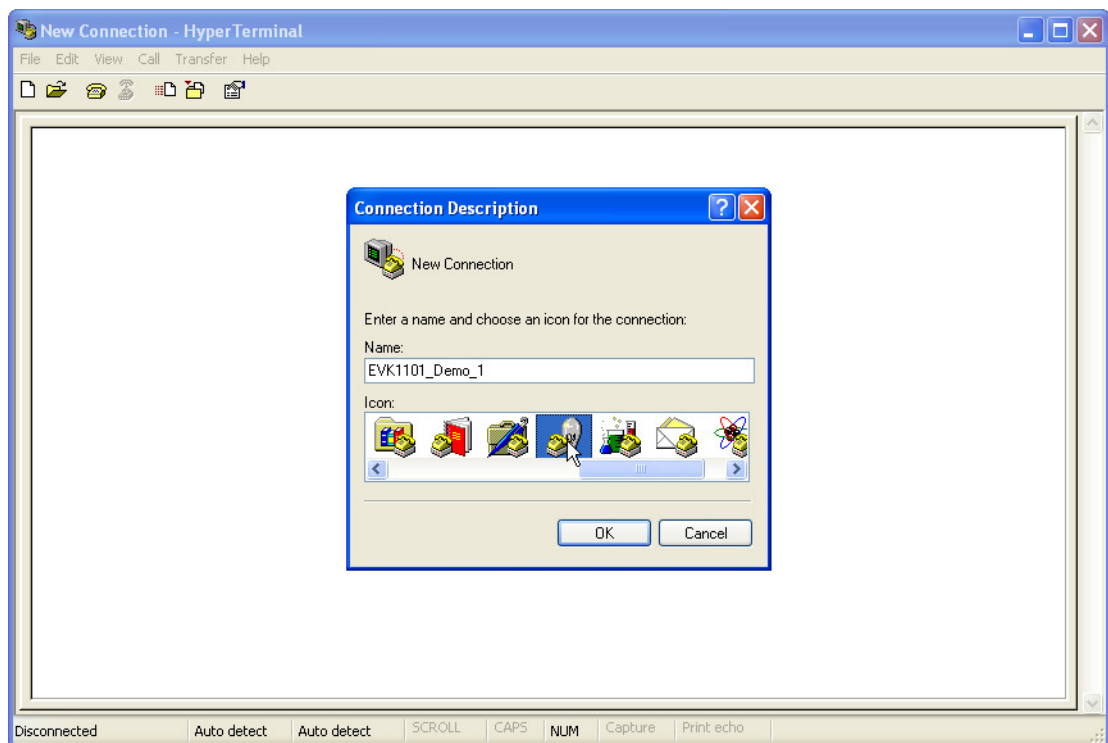 New Connection - HyperTerminal
File Edit View Call Transfer Help
Connection Description
New Connection
Enter a name and choose an icon for the connection:
Name:
EVK1101_Demo_1
Icon:
OK Cancel
Disconnected Auto detect Auto detect SCROLL CAPS NUM Capture Print echo